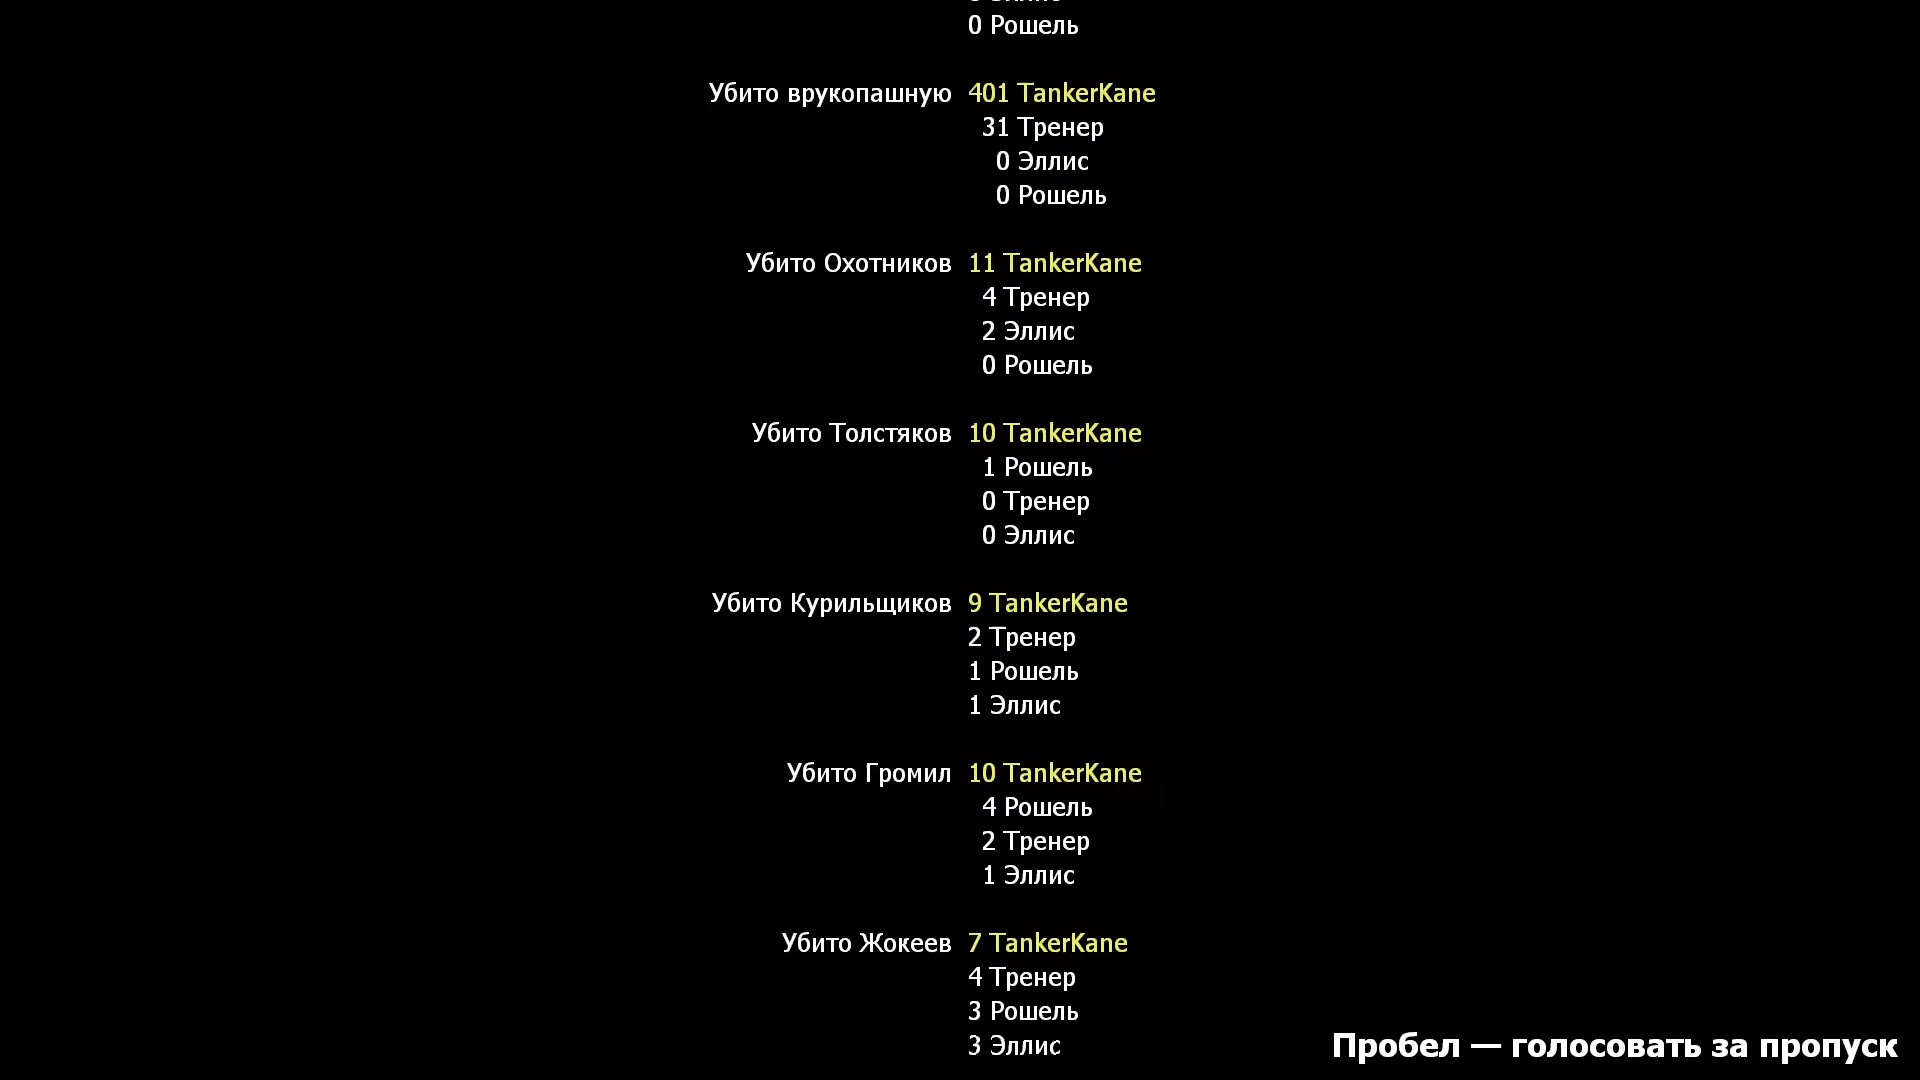 0 Рошель
Убито врукопашную 401 TankerKane
31 Тренер
0 Эллис
0 Рошель
Убито Охотников 11 TankerKane
4 Тренер
2 Эллис
0 Рошель
Убито Толстяков 10 TankerKane
1 Рошель
0 Тренер
0 Эллис
Убито Курильщиков 9 TankerKane
2 Тренер
1 Рошель
1 Эллис
Убито Громил 10 TankerKane
4 Рошель
2 Тренер
1 Эллис
Убито Жокеев 7 TankerKane
4 Тренер
3 Рошель
3 Эллис
Пробел — голосовать за пропуск